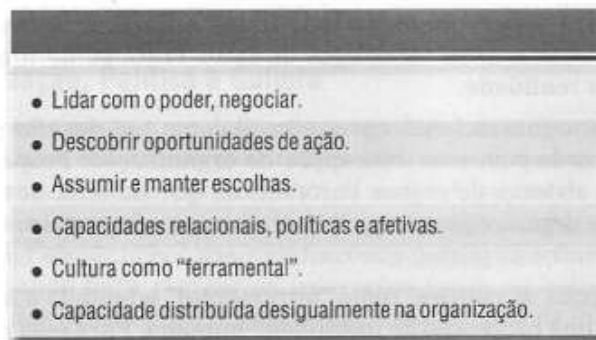 • Lidar com o poder, negociar.
• Descobrir oportunidades de ação.
• Assumir e manter escolhas.
• Capacidades relacionais, políticas e afetivas.
• Cultura como "ferramental".
• Capacidade distribuída desigualmente na organização.